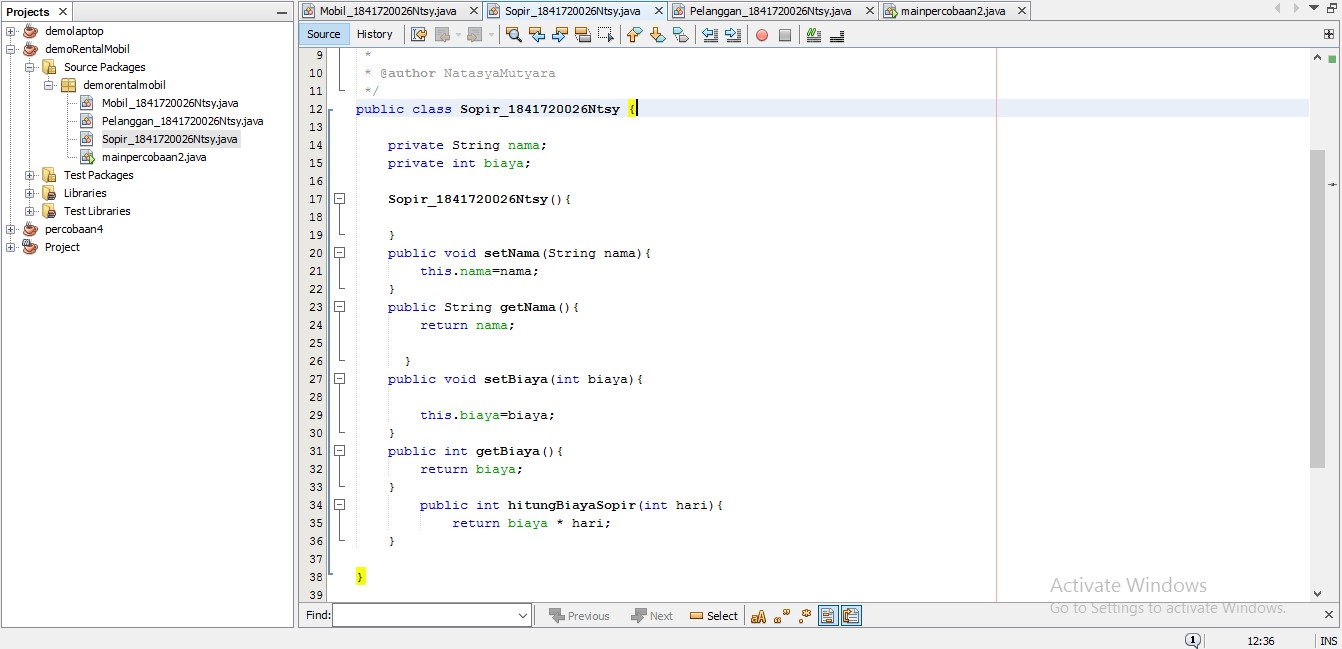 Projects
demolaptop
demoRentalMobil
Source Packages
demorentalmobil
Mobil_1841720026Ntsy.java
Pelanggan_1841720026Ntsy.java
Sopir_1841720026Ntsy.java
mainpercobaan2.java
Test Packages
Libraries
Test Libraries
percobaan4
Project
Mobil_1841720026Ntsy.java Sopir_1841720026Ntsy.java Pelanggan_1841720026Ntsy.java mainpercobaan2.java
Source History
9 *
10 * @author NatasyaMutyara
11 */
12 public class Sopir_1841720026Ntsy {
13
14 private String nama;
15 private int biaya;
16
17 Sopir_1841720026Ntsy(){
18
19 }
20 public void setNama(String nama){
21 this.nama=nama;
22 }
23 public String getNama(){
24 return nama;
25
26 }
27 public void setBiaya(int biaya){
28
29 this.biaya=biaya;
30 }
31 public int getBiaya(){
32 return biaya;
33 }
34 public int hitungBiayaSopir(int hari){
35 return biaya * hari;
36 }
37
38 }
39
Activate Windows
Go to Settings to activate Windows.
Find: Previous Next Select
1 12:36 INS